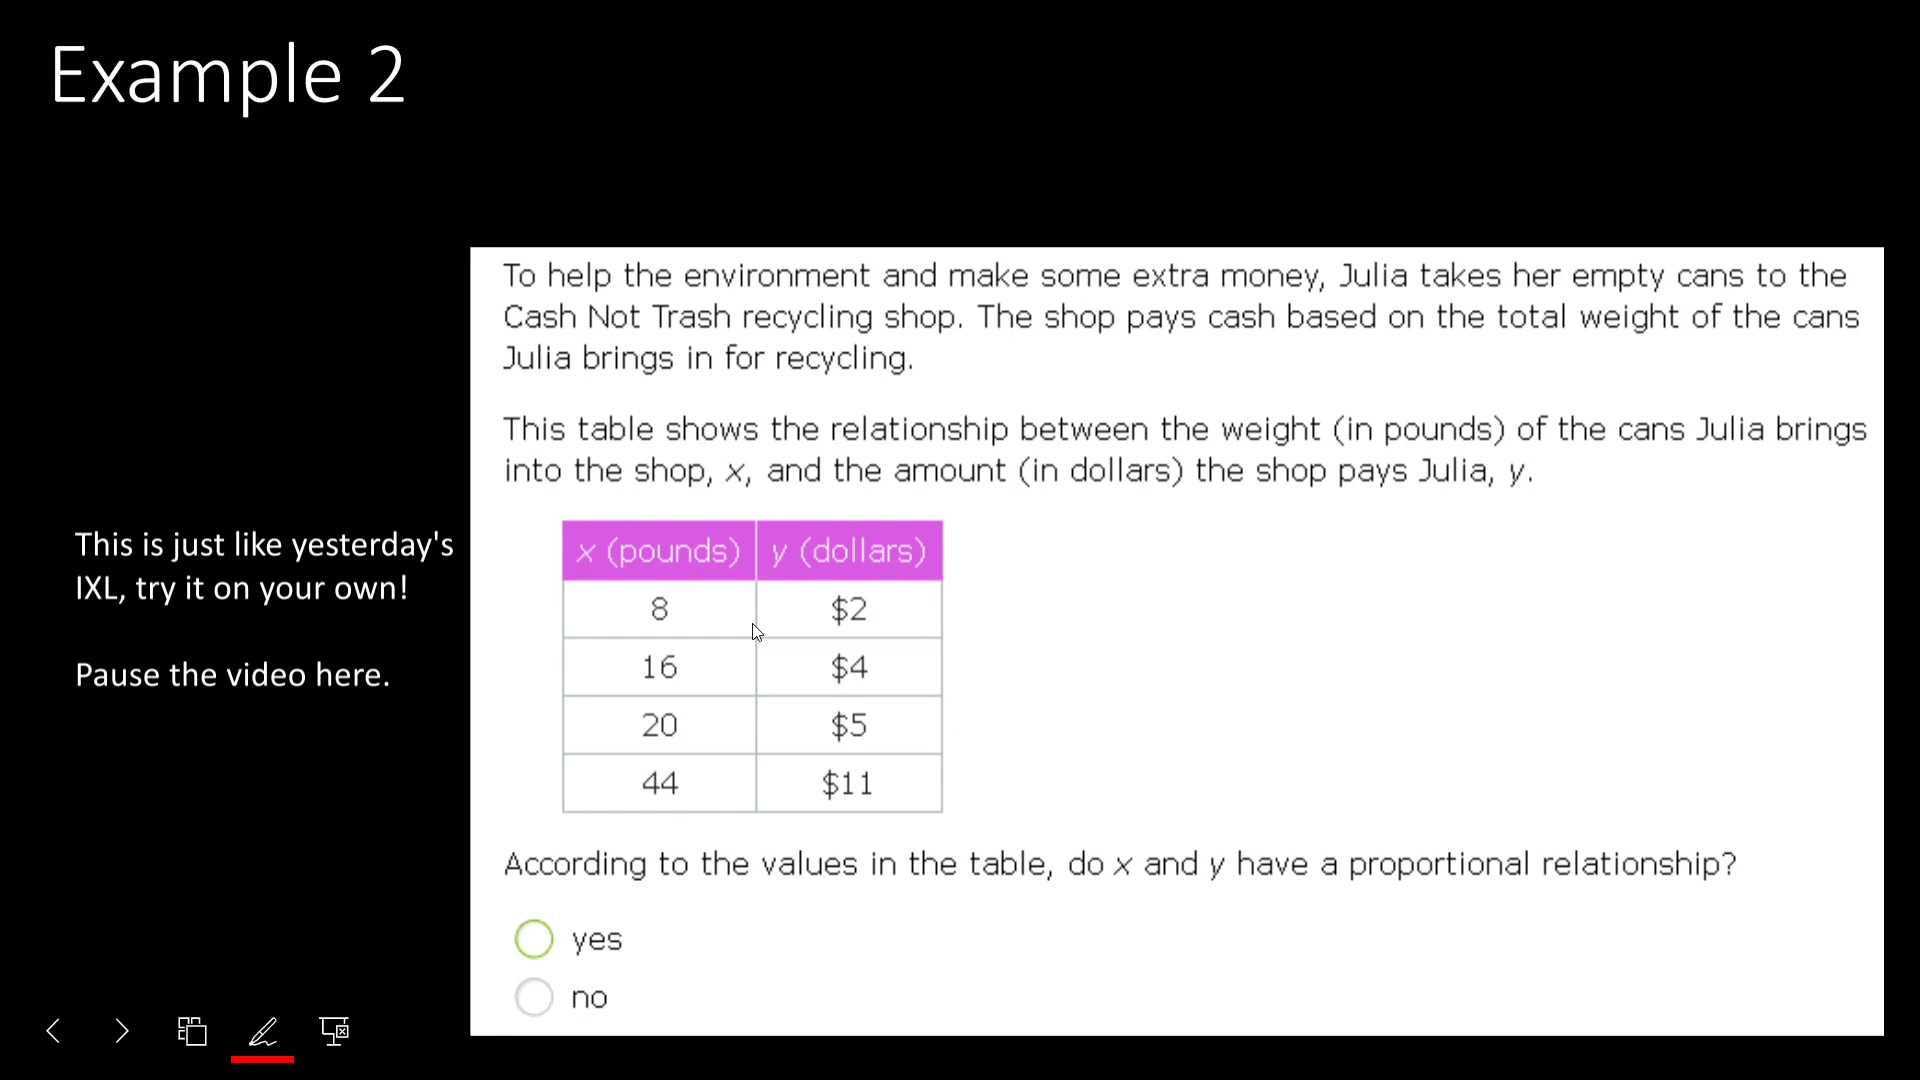 Example 2
To help the environment and make some extra money, Julia takes her empty cans to the
Cash Not Trash recycling shop. The shop pays cash based on the total weight of the cans
Julia brings in for recycling.
This table shows the relationship between the weight (in pounds) of the cans Julia brings
into the shop, x, and the amount (in dollars) the shop pays Julia, y.
This is just like yesterday's
IXL, try it on your own!
Pause the video here.
x (pounds) y (dollars)
8 $2
16 $4
20 $5
44 $11
According to the values in the table, do x and y have a proportional relationship?
yes
no